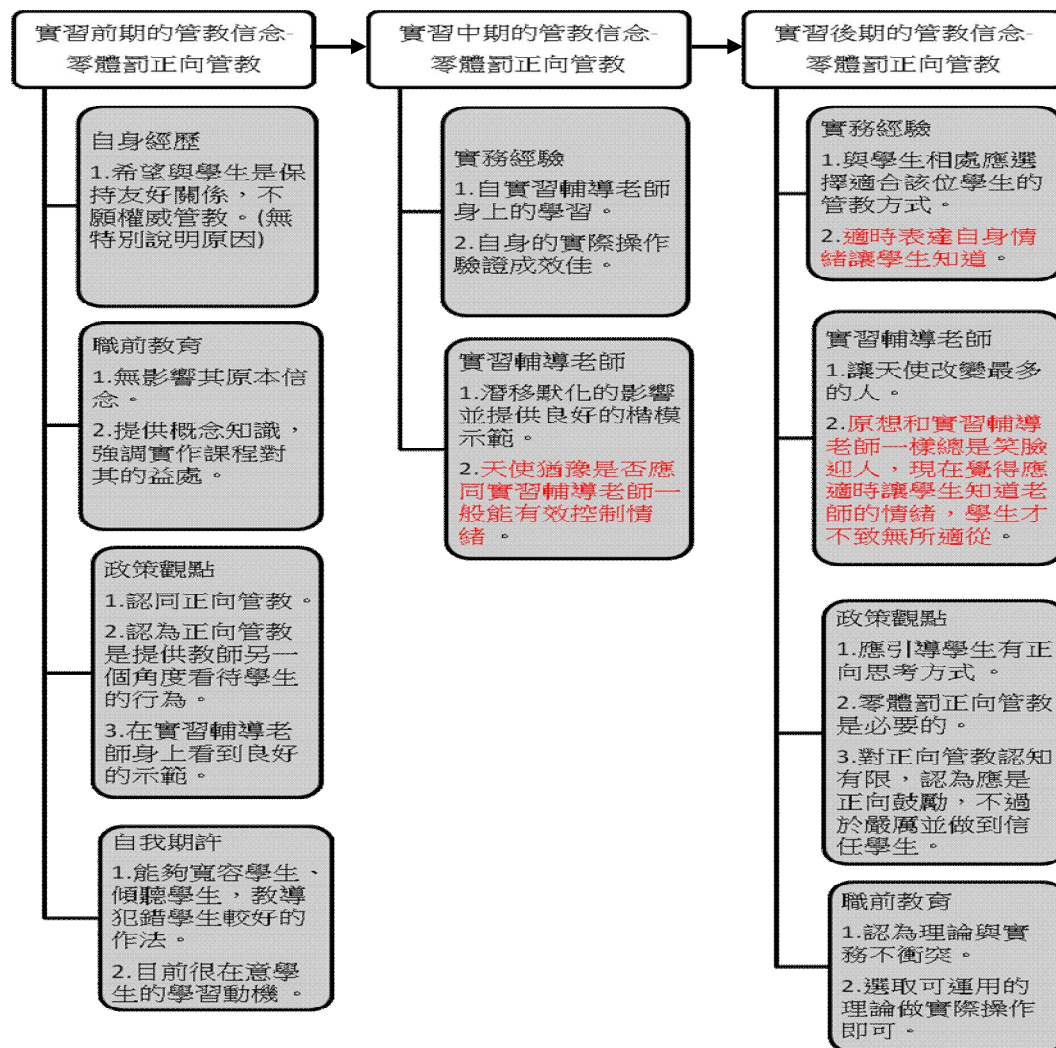 實習前期的管教信念-
零體罰正向管教
自身經歷
1.希望與學生是保
持友好關係，不
願權威管教。(無
特別說明原因)
職前教育
1.無影響其原本信
念。
2.提供概念知識，
強調實作課程對
其的益處。
政策觀點
1.認同正向管教。
2.認為正向管教
是提供教師另一
個角度看待學生
的行為。
3.在實習輔導老
師身上看到良好
的示範。
自我期許
1.能夠寬容學生、
傾聽學生，教導
犯錯學生較好的
作法。
2.目前很在意學
生的學習動機。
實習中期的管教信念-
零體罰正向管教
實務經驗
1.自實習輔導老師
身上的學習。
2.自身的實際操作
驗證成效佳。
實習輔導老師
1.潛移默化的影響
並提供良好的楷模
示範。
2.天使猶豫是否應
同實習輔導老師一
般能有效控制情
緒。
實習後期的管教信念-
零體罰正向管教
實務經驗
1.與學生相處應選
擇適合該位學生的
管教方式。
2.適時表達自身情
緒讓學生知道。
實習輔導老師
1.讓天使改變最多
的人。
2.原想和實習輔導
老師一樣總是笑臉
迎人，現在覺得應
適時讓學生知道老
師的情緒，學生才
不致無所適從。
政策觀點
1.應引導學生有正
向思考方式。
2.零體罰正向管教
是必要的。
3.對正向管教認知
有限，認為應是
正向鼓勵，不過
於嚴厲並做到信
任學生。
職前教育
1.認為理論與實
務不衝突。
2.選取可運用的
理論做實際操作
即可。